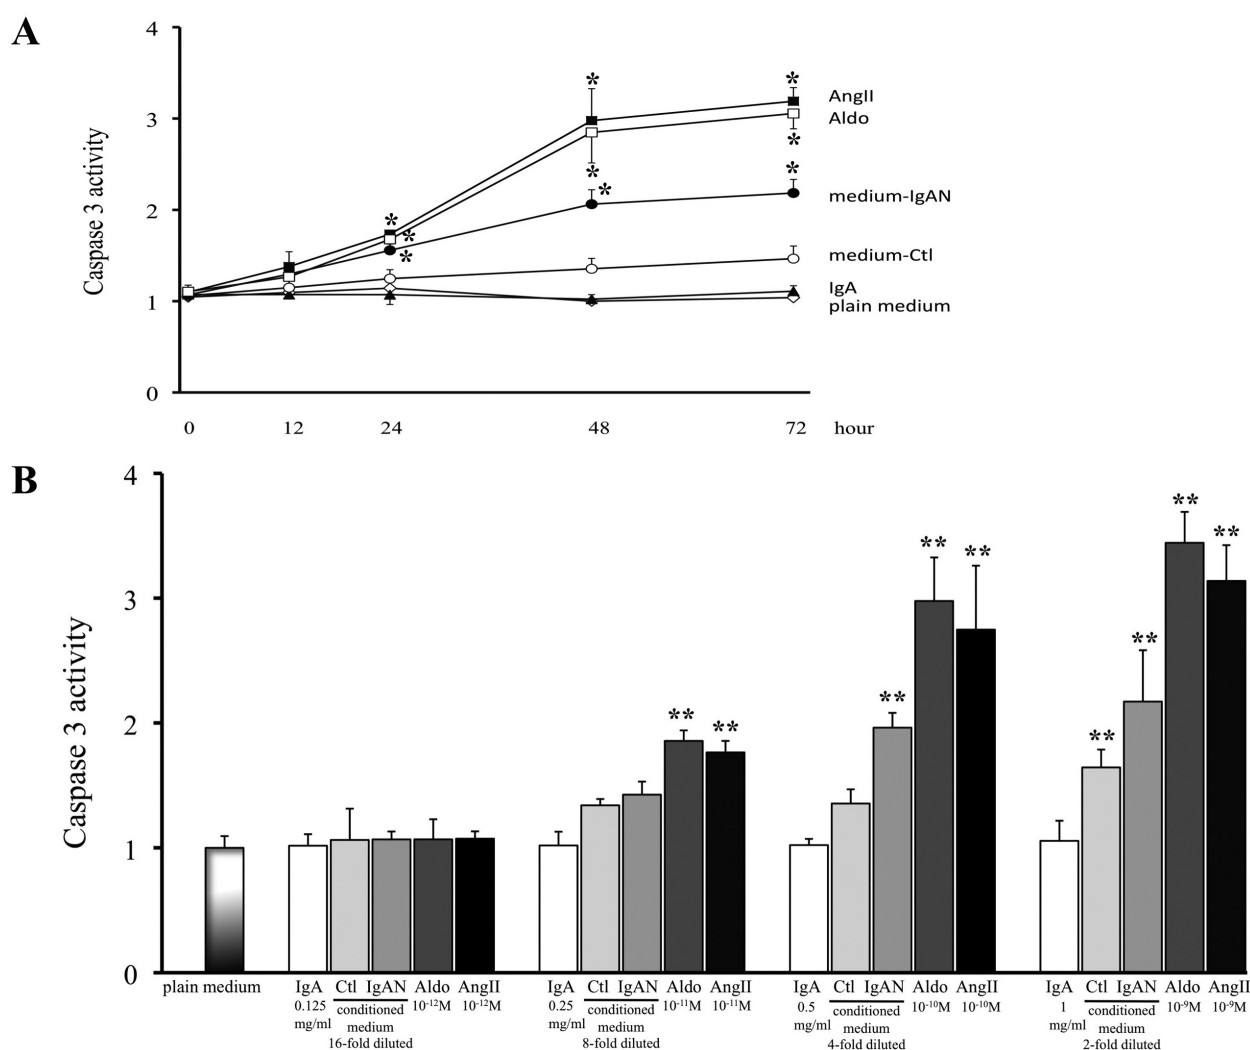 A
4
3
2
1
0
Caspase 3 activity
*
*
*
*
*
*
*
*
*
AngII
Aldo
medium-IgAN
medium-Ctl
IgA
plain medium
0 12 24 48 72 hour
B
4
3
2
1
0
Caspase 3 activity
** **
** ** **
** ** ** **
plain medium IgA Ctl IgAN Aldo AngII IgA Ctl IgAN Aldo AngII IgA Ctl IgAN Aldo AngII IgA Ctl IgAN Aldo AngII
0.125 mg/ml conditioned medium 10⁻¹²M 10⁻¹²M 0.25 mg/ml conditioned medium 10⁻¹¹M 10⁻¹¹M 0.5 mg/ml conditioned medium 10⁻¹⁰M 10⁻¹⁰M 1 mg/ml conditioned medium 10⁻⁹M 10⁻⁹M
16-fold diluted 8-fold diluted 4-fold diluted 2-fold diluted